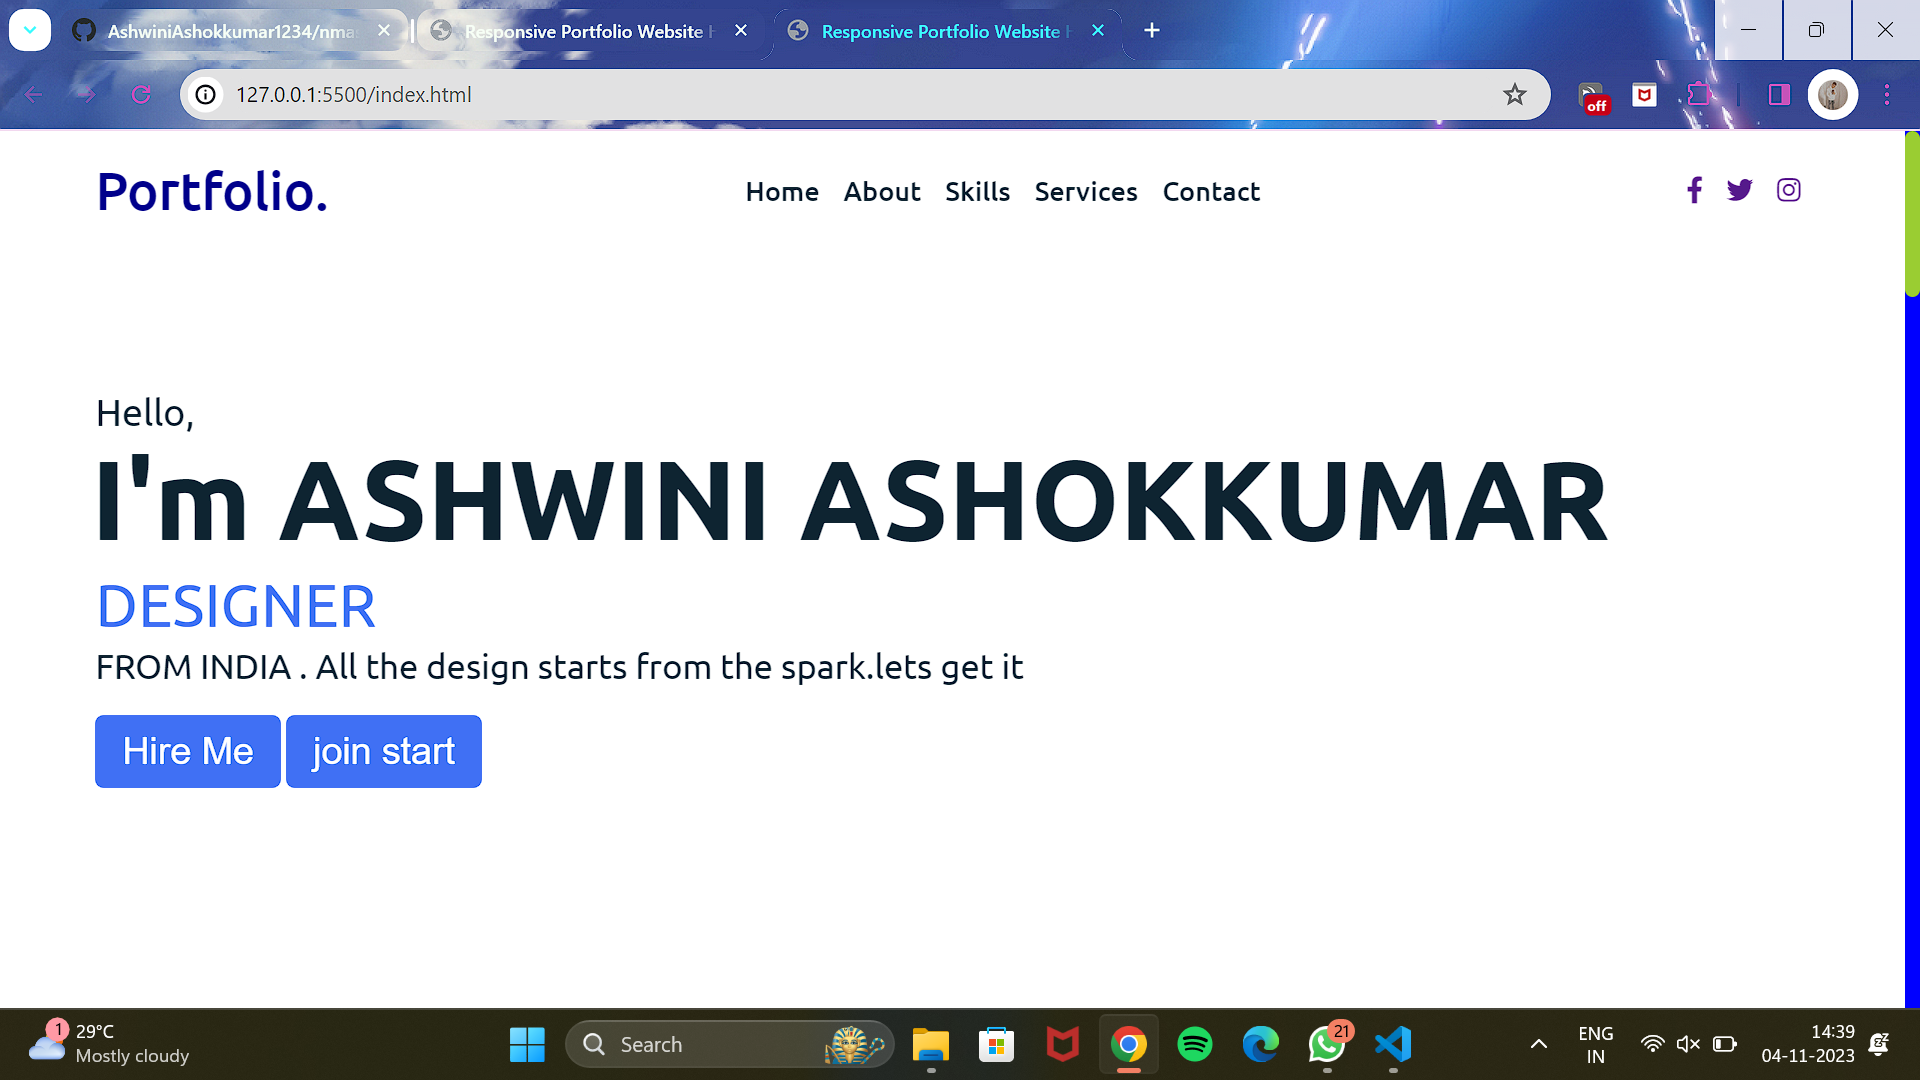 AshwiniAshokkumar1234/nma
Responsive Portfolio Website
Responsive Portfolio Website
127.0.0.1:5500/index.html
off
Portfolio.
Home About Skills Services Contact
Hello,
I'm ASHWINI ASHOKKUMAR
DESIGNER
FROM INDIA . All the design starts from the spark.lets get it
Hire Me join start
1
29°C
Mostly cloudy
Search
21
ENG
IN
14:39
04-11-2023